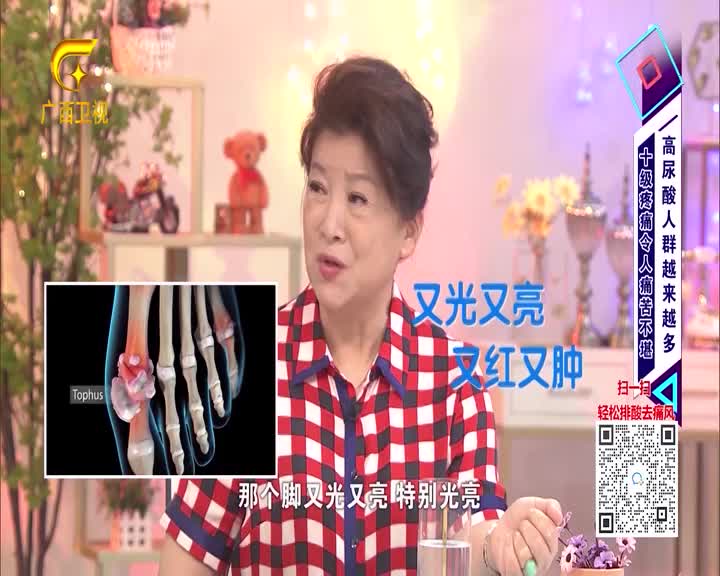 广西卫视
高尿酸人群越来越多
十级疼痛令人痛苦不堪
又光又亮
又红又肿
Tophus
扫一扫
轻松排酸去痛风
那个脚又光又亮 特别光亮